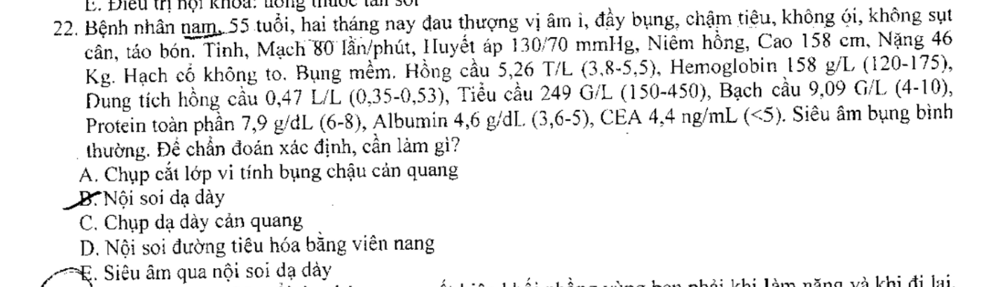 E. Điều trị nội khoa: uống thuốc tan sỏi
22. Bệnh nhân nam, 55 tuổi, hai tháng nay đau thượng vị âm ỉ, đầy bụng, chậm tiêu, không ói, không sụt
cân, táo bón. Tỉnh, Mạch 80 lần/phút, Huyết áp 130/70 mmHg, Niêm hồng, Cao 158 cm, Nặng 46
Kg. Hạch cổ không to. Bụng mềm. Hồng cầu 5,26 T/L (3,8-5,5), Hemoglobin 158 g/L (120-175),
Dung tích hồng cầu 0,47 L/L (0,35-0,53), Tiểu cầu 249 G/L (150-450), Bạch cầu 9,09 G/L (4-10),
Protein toàn phần 7,9 g/dL (6-8), Albumin 4,6 g/dL (3,6-5), CEA 4,4 ng/mL (<5). Siêu âm bụng bình
thường. Để chẩn đoán xác định, cần làm gì?
A. Chụp cắt lớp vi tính bụng chậu cản quang
B. Nội soi dạ dày
C. Chụp dạ dày cản quang
D. Nội soi đường tiêu hóa bằng viên nang
E. Siêu âm qua nội soi dạ dày
phải khi làm nặng và khi đi lại,